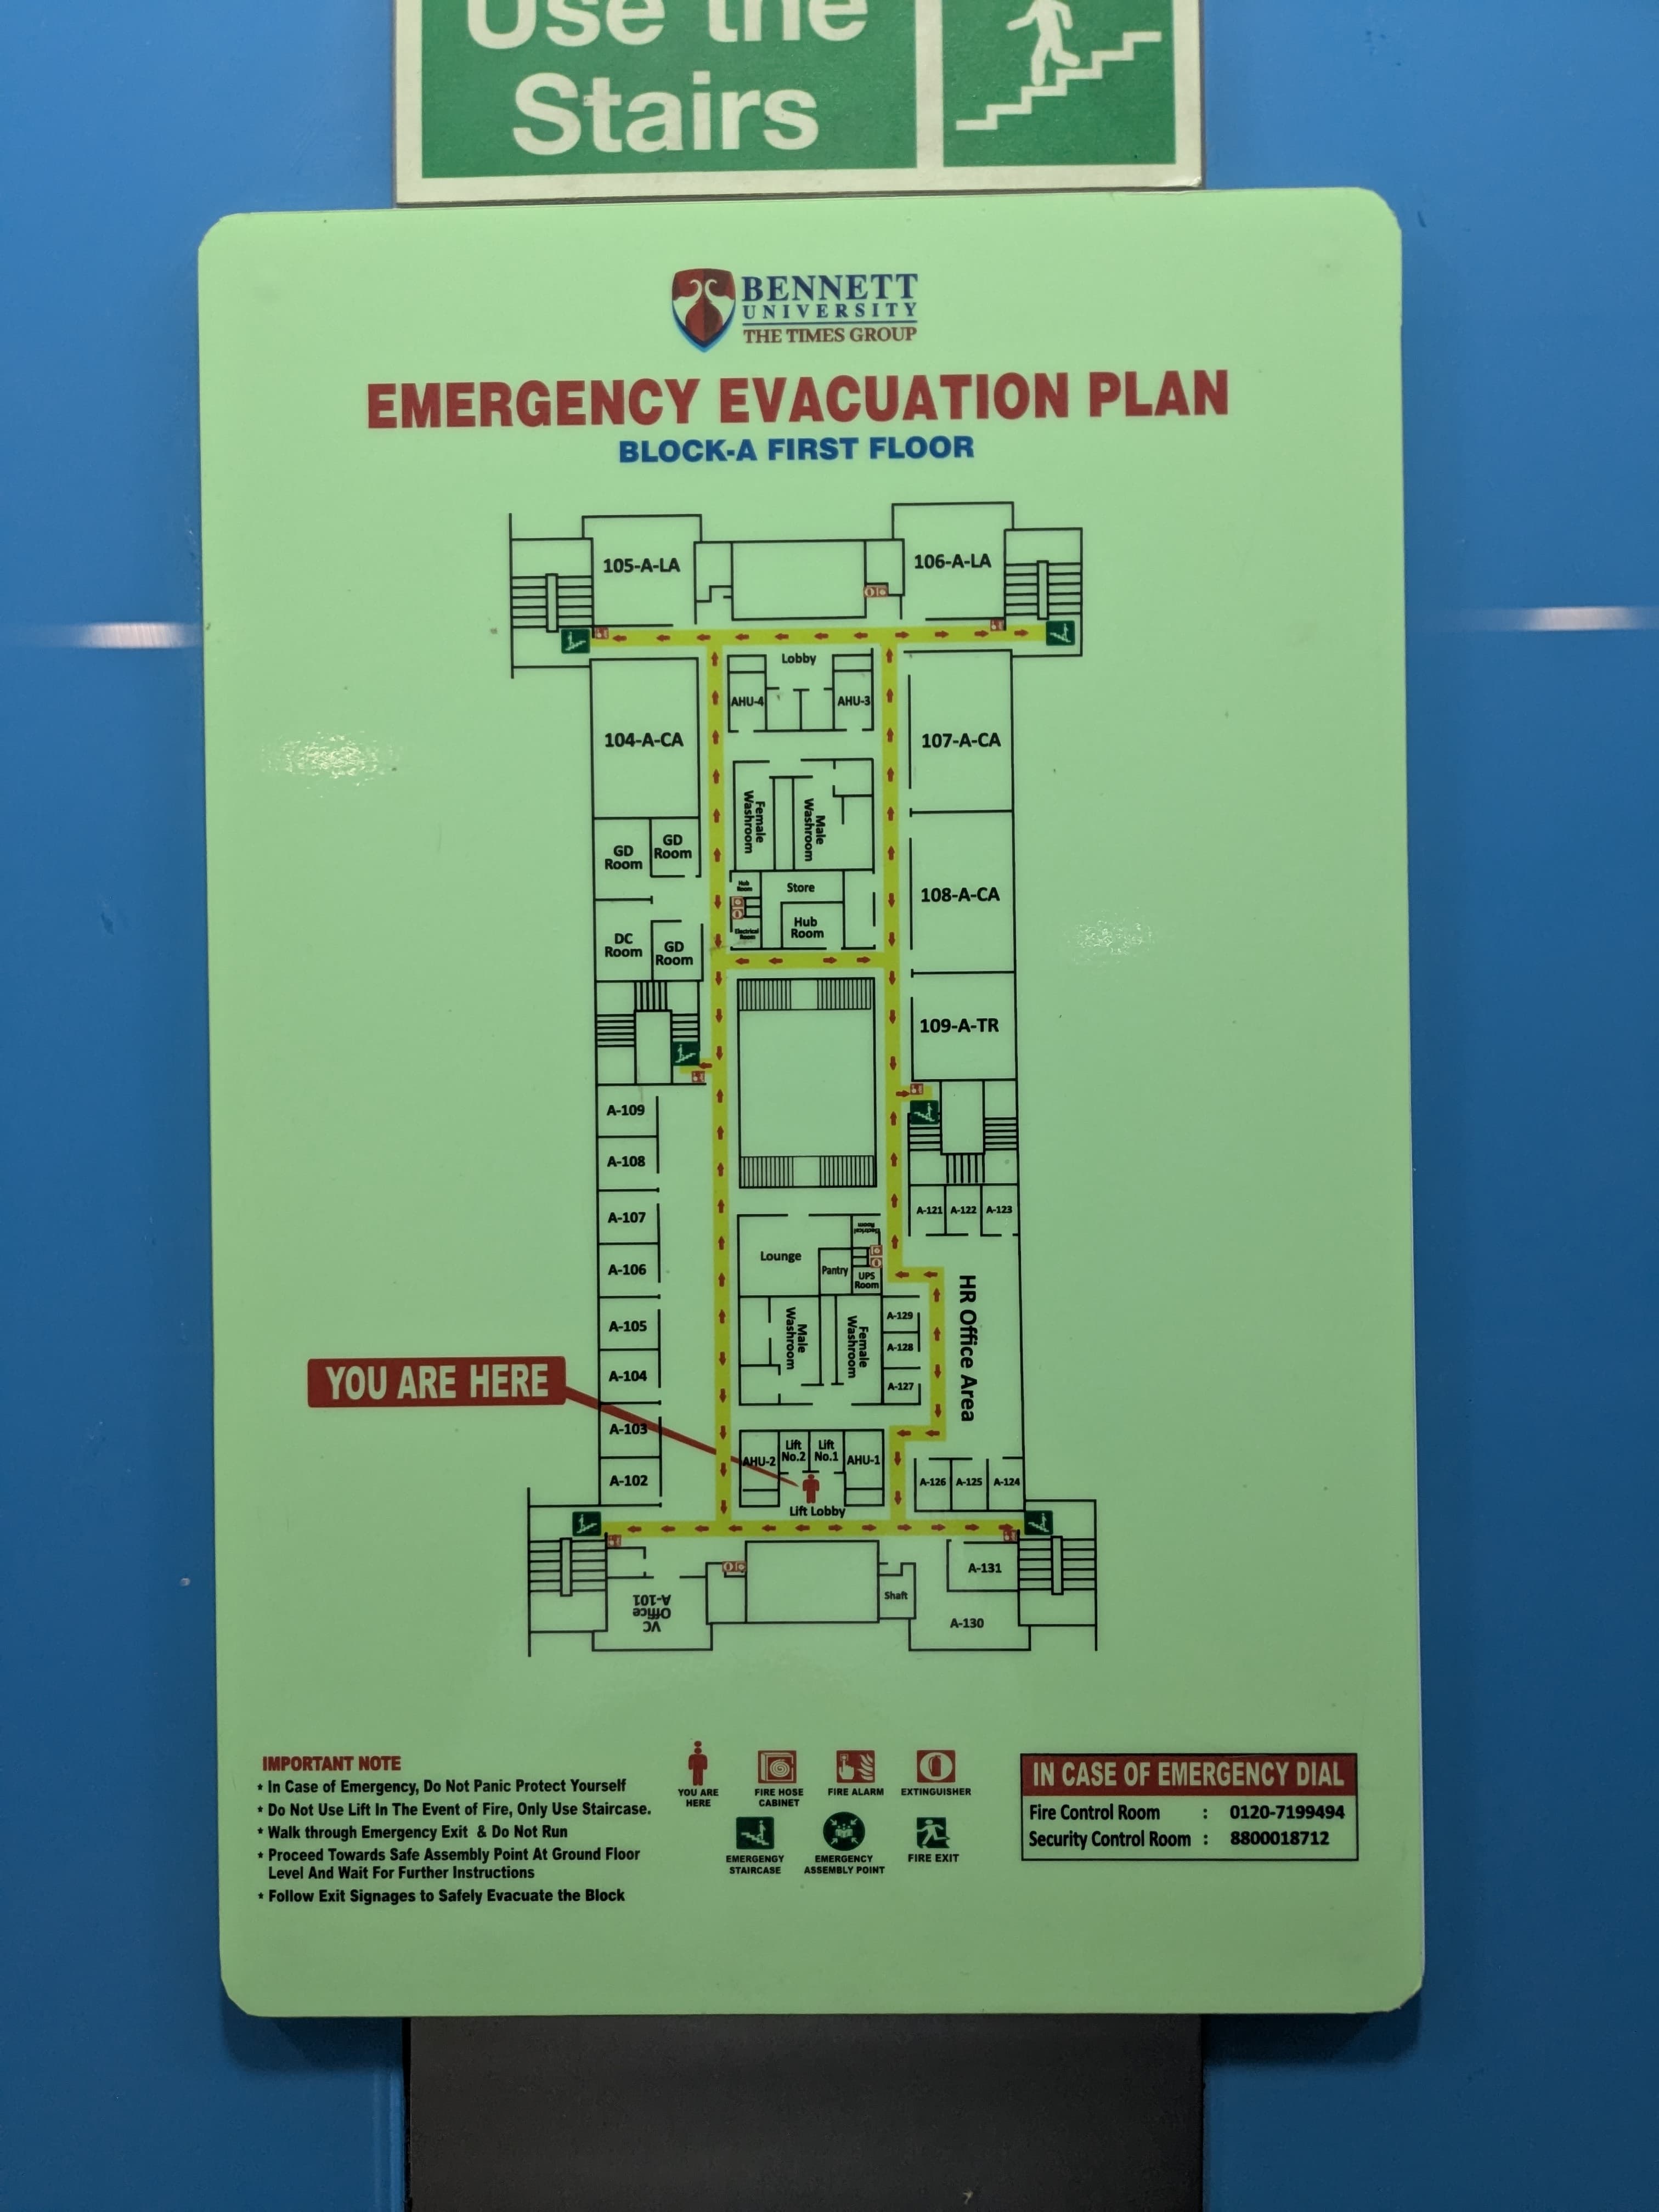 Use the
Stairs
BENNETT
UNIVERSITY
THE TIMES GROUP
EMERGENCY EVACUATION PLAN
BLOCK-A FIRST FLOOR
105-A-LA
106-A-LA
Lobby
AHU-4
AHU-3
104-A-CA
107-A-CA
Female
Washroom
Male
Washroom
GD
Room
GD
Room
Hub
Room
Store
108-A-CA
Hub
Room
Electrical
Room
DC
Room
GD
Room
109-A-TR
A-109
A-108
A-107
A-106
A-105
A-104
A-103
A-102
A-121
A-122
A-123
Electrical
Room
Lounge
Pantry
UPS
Room
HR Office Area
Male
Washroom
Female
Washroom
A-129
A-128
A-127
YOU ARE HERE
AHU-2
Lift
No.2
Lift
No.1
AHU-1
A-126
A-125
A-124
Lift Lobby
VC
Office
A-101
Shaft
A-131
A-130
IMPORTANT NOTE
* In Case of Emergency, Do Not Panic Protect Yourself
* Do Not Use Lift In The Event of Fire, Only Use Staircase.
* Walk through Emergency Exit & Do Not Run
* Proceed Towards Safe Assembly Point At Ground Floor
Level And Wait For Further Instructions
* Follow Exit Signages to Safely Evacuate the Block
YOU ARE
HERE
FIRE HOSE
CABINET
FIRE ALARM
EXTINGUISHER
EMERGENCY
STAIRCASE
EMERGENCY
ASSEMBLY POINT
FIRE EXIT
IN CASE OF EMERGENCY DIAL
Fire Control Room : 0120-7199494
Security Control Room : 8800018712